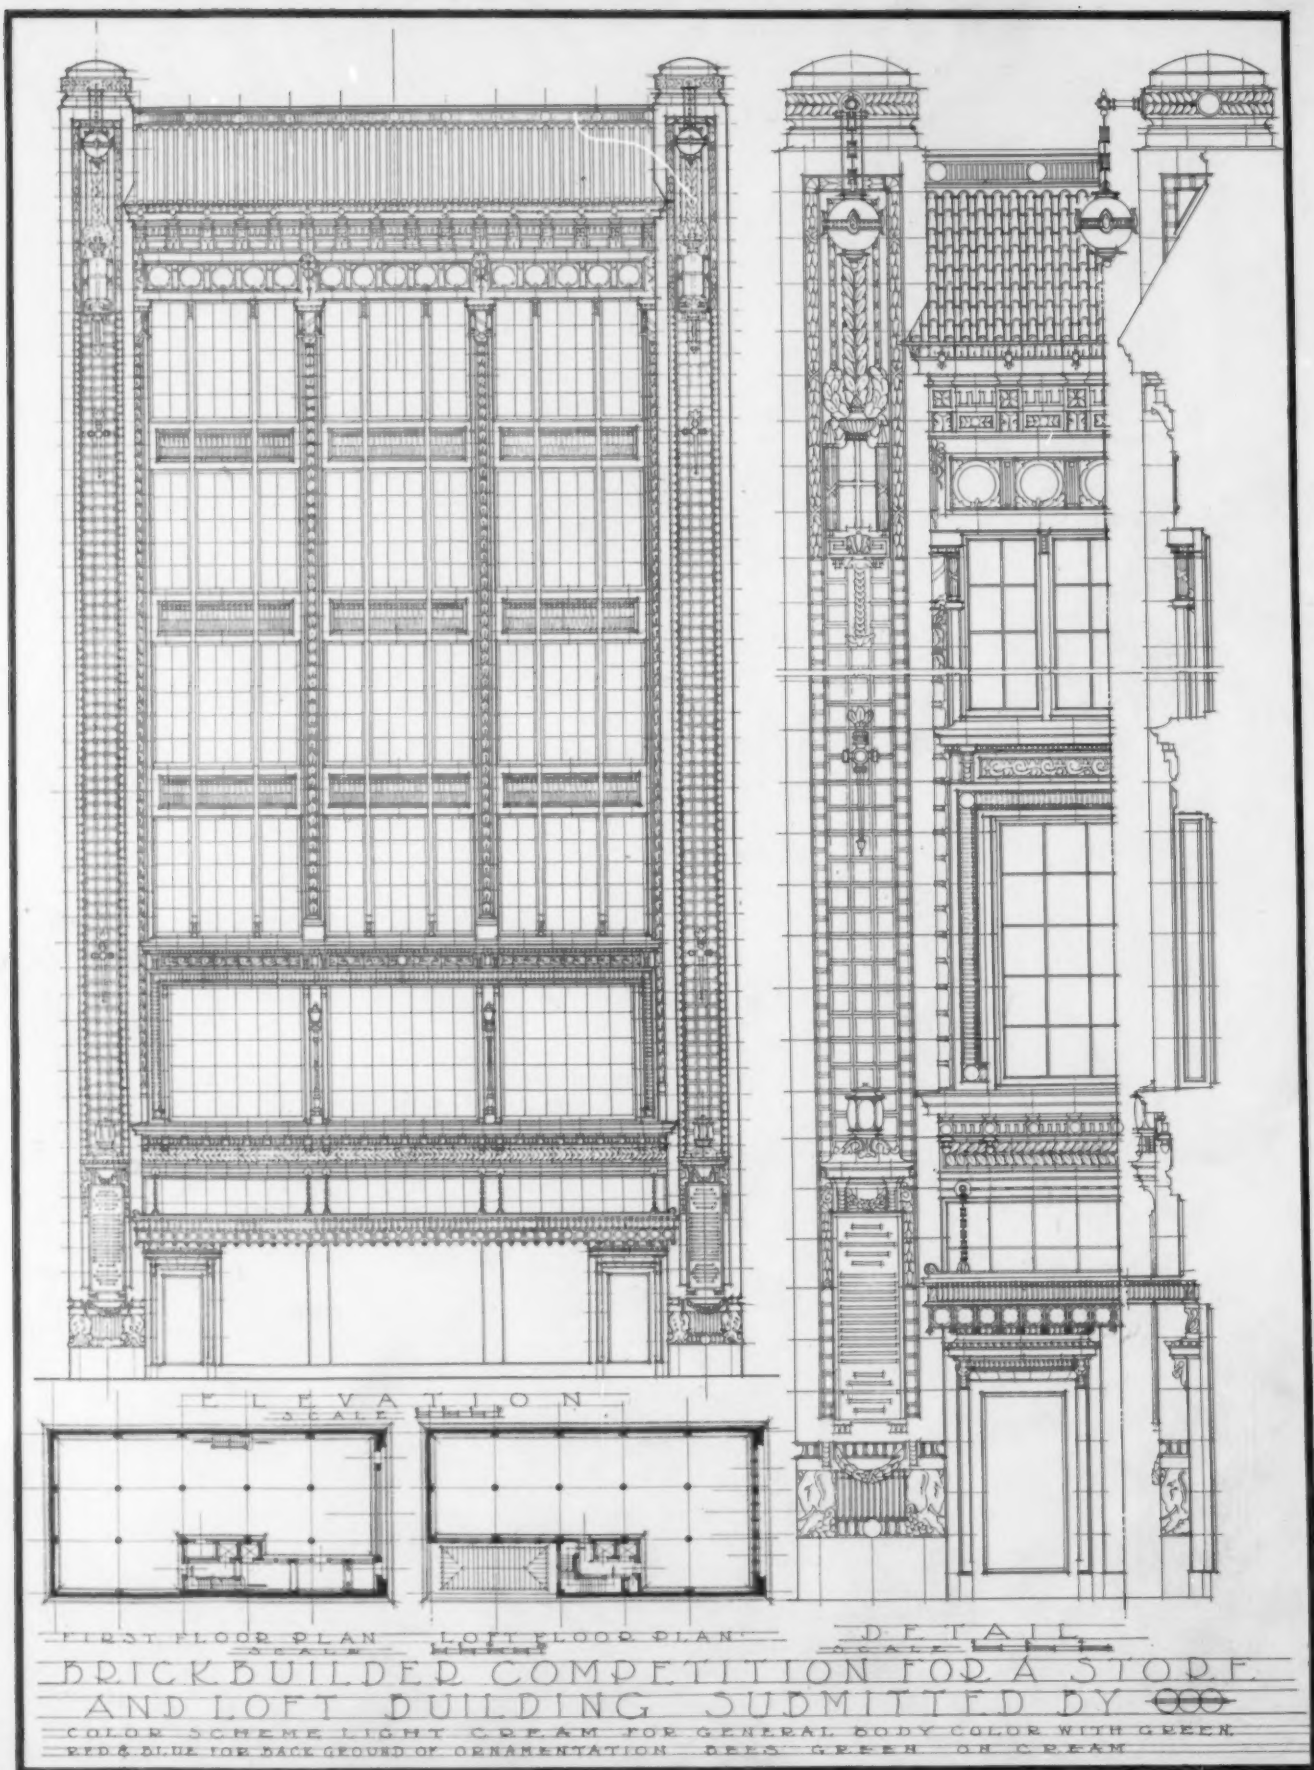 ELEVATION
SCALE
FIRST FLOOR PLAN
SCALE
LOFT FLOOR PLAN
DETAIL
SCALE
BRICKBUILDER COMPETITION FOR A STORE
AND LOFT BUILDING SUBMITTED BY
COLOR SCHEME LIGHT CREAM FOR GENERAL BODY COLOR WITH GREEN,
RED & BLUE FOR BACKGROUND OF ORNAMENTATION BEES GREEN ON CREAM